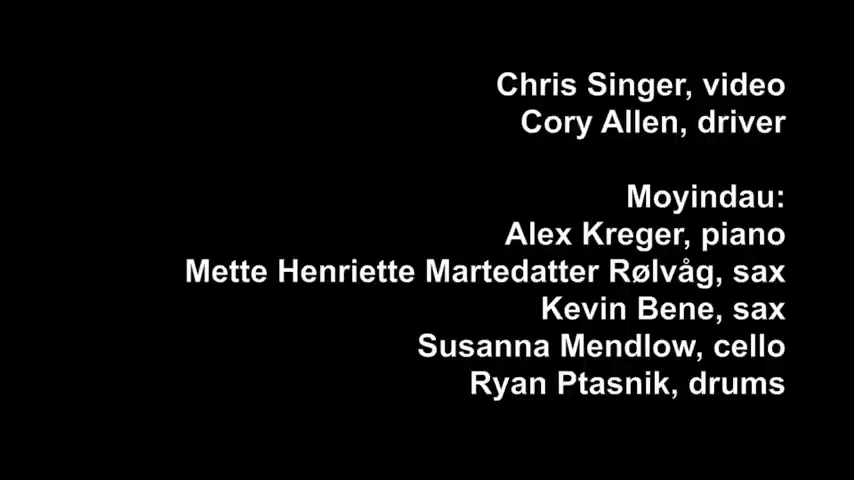 Chris Singer, video
Cory Allen, driver
Moyindau:
Alex Kreger, piano
Mette Henriette Martedatter Rølvåg, sax
Kevin Bene, sax
Susanna Mendlow, cello
Ryan Ptasnik, drums